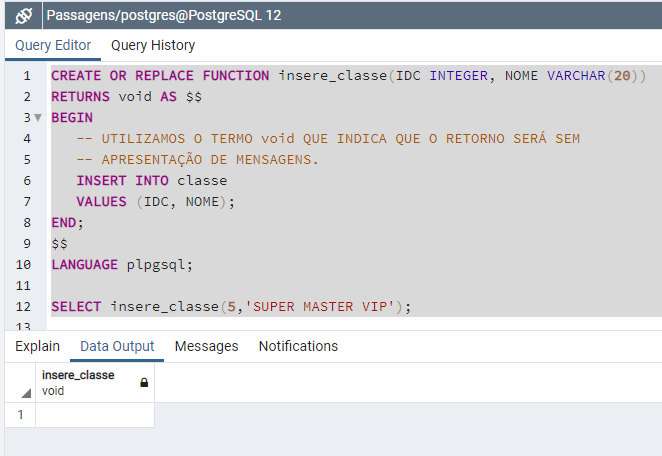 Passagens/postgres@PostgreSQL 12
Query Editor Query History
1 CREATE OR REPLACE FUNCTION insere_classe(IDC INTEGER, NOME VARCHAR(20))
2 RETURNS void AS $$
3 BEGIN
4 -- UTILIZAMOS O TERMO void QUE INDICA QUE O RETORNO SERÁ SEM
5 -- APRESENTAÇÃO DE MENSAGENS.
6 INSERT INTO classe
7 VALUES (IDC, NOME);
8 END;
9 $$
10 LANGUAGE plpgsql;
11
12 SELECT insere_classe(5,'SUPER MASTER VIP');
13
Explain Data Output Messages Notifications
insere_classe
void
1